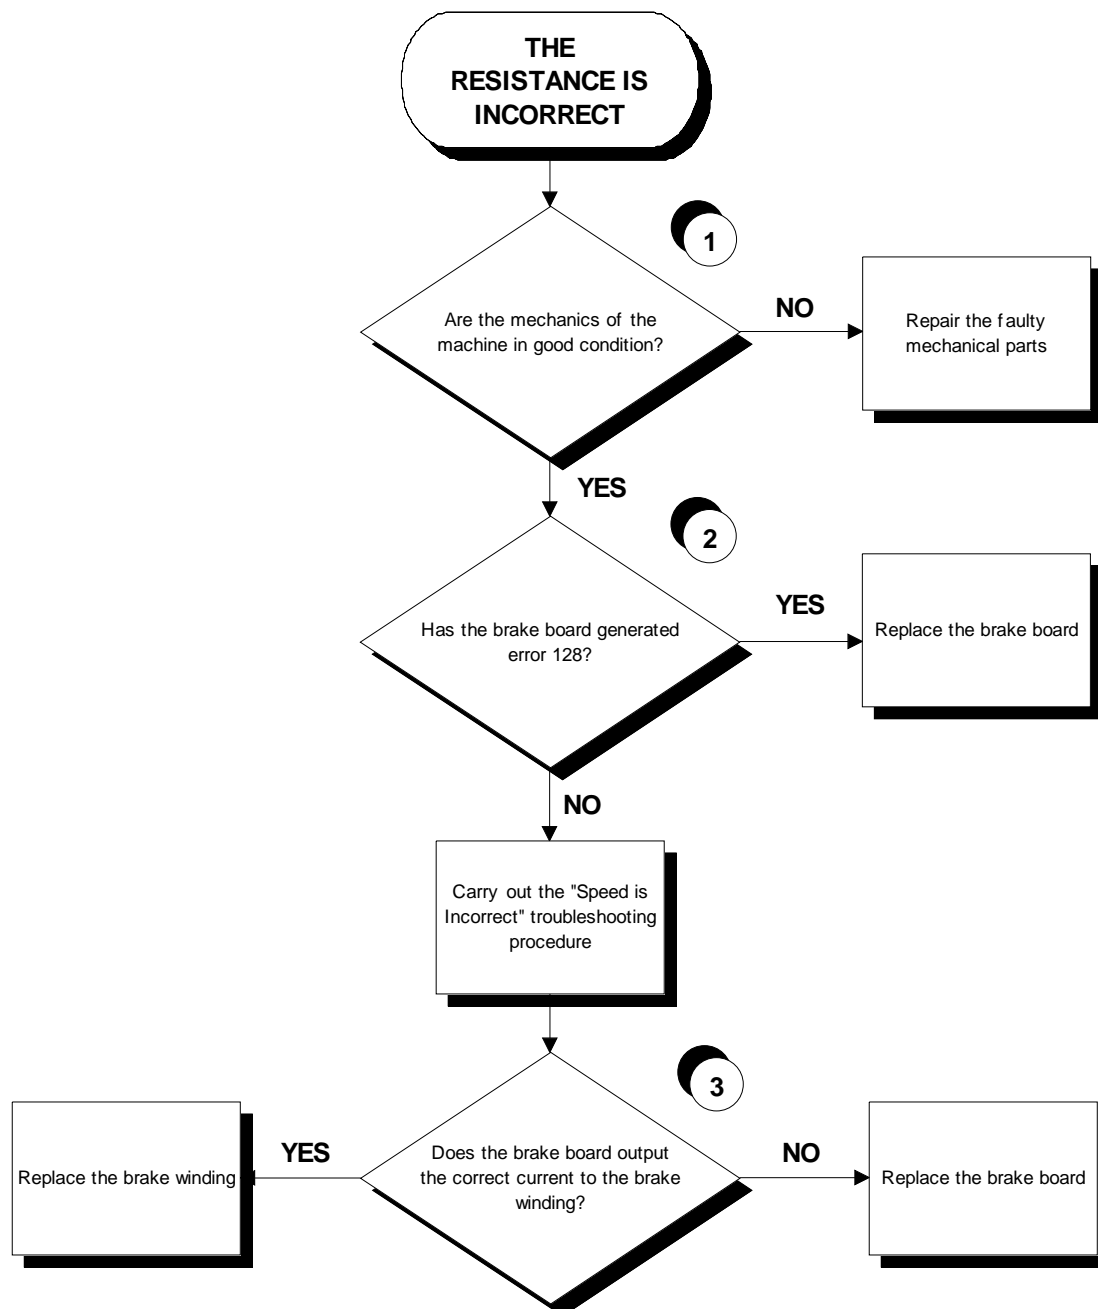 THE
RESISTANCE IS
INCORRECT
1
Are the mechanics of the
machine in good condition?
NO
Repair the faulty
mechanical parts
YES
2
Has the brake board generated
error 128?
YES
Replace the brake board
NO
Carry out the "Speed is
Incorrect" troubleshooting
procedure
3
Does the brake board output
the correct current to the brake
winding?
YES
Replace the brake winding
NO
Replace the brake board